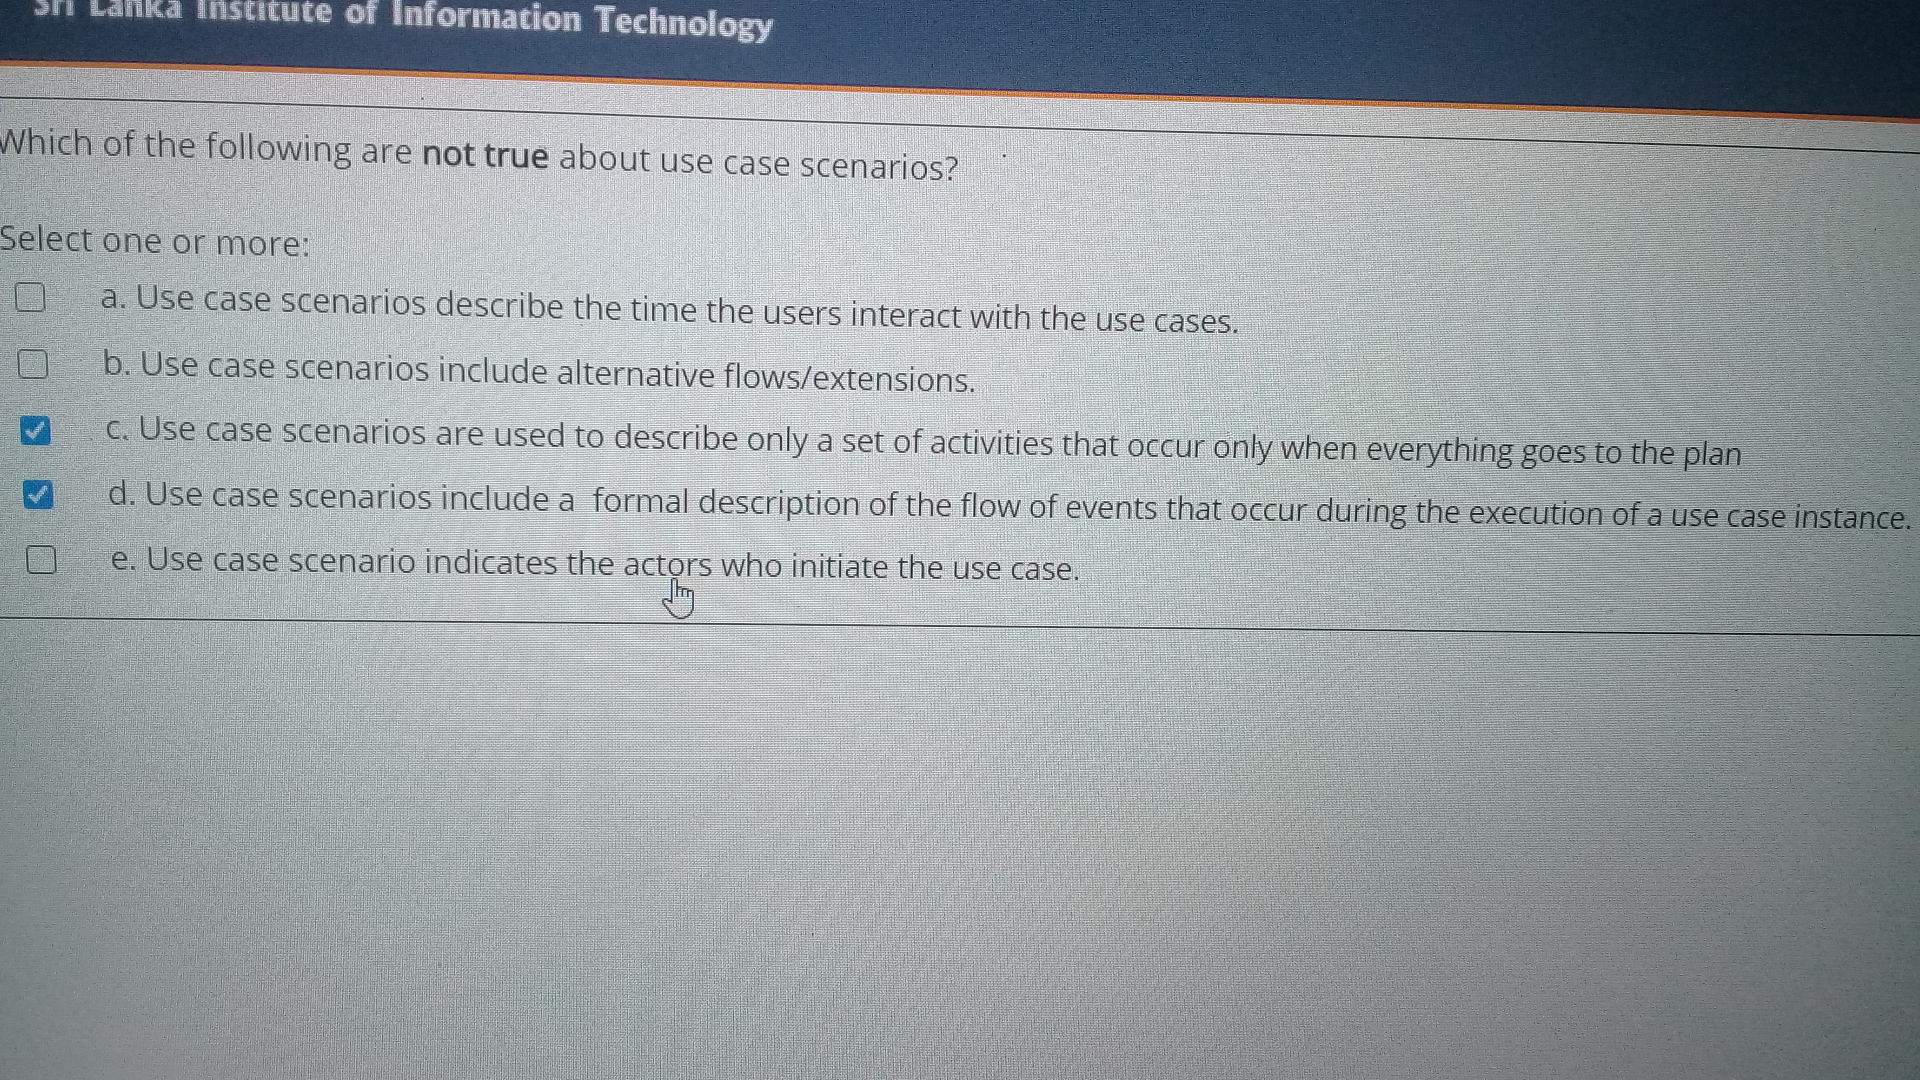 Sri Lanka Institute of Information Technology
Which of the following are not true about use case scenarios?
Select one or more:
a. Use case scenarios describe the time the users interact with the use cases.
b. Use case scenarios include alternative flows/extensions.
c. Use case scenarios are used to describe only a set of activities that occur only when everything goes to the plan
d. Use case scenarios include a formal description of the flow of events that occur during the execution of a use case instance.
e. Use case scenario indicates the actors who initiate the use case.